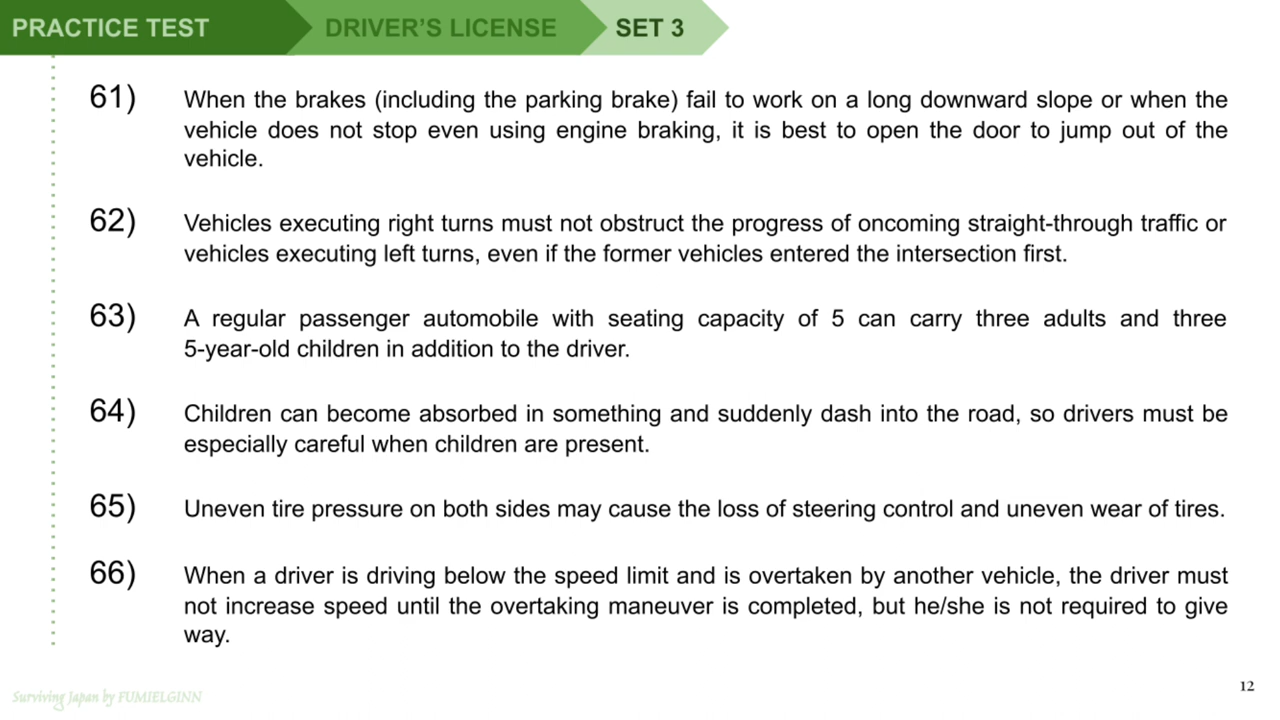 PRACTICE TEST
DRIVER’S LICENSE
SET 3
61) When the brakes (including the parking brake) fail to work on a long downward slope or when the
vehicle does not stop even using engine braking, it is best to open the door to jump out of the
vehicle.
62) Vehicles executing right turns must not obstruct the progress of oncoming straight-through traffic or
vehicles executing left turns, even if the former vehicles entered the intersection first.
63) A regular passenger automobile with seating capacity of 5 can carry three adults and three
5-year-old children in addition to the driver.
64) Children can become absorbed in something and suddenly dash into the road, so drivers must be
especially careful when children are present.
65) Uneven tire pressure on both sides may cause the loss of steering control and uneven wear of tires.
66) When a driver is driving below the speed limit and is overtaken by another vehicle, the driver must
not increase speed until the overtaking maneuver is completed, but he/she is not required to give
way.
Surviving Japan by FUMIELGINN
12